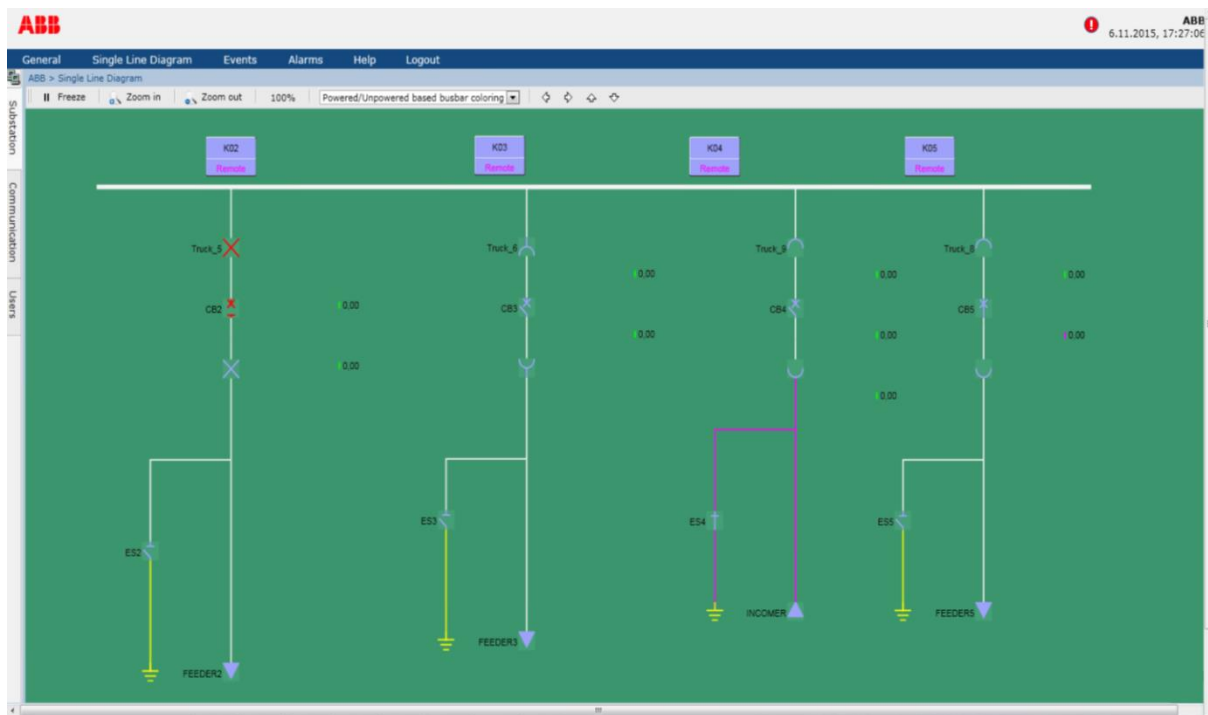 ABB
ABB
6.11.2015, 17:27:06
General Single Line Diagram Events Alarms Help Logout
ABB > Single Line Diagram
Freeze Zoom in Zoom out 100% Powered/Unpowered based busbar coloring
Substation
Communication
Users
K02 K03 K04 K05
Remote Remote Remote Remote
Truck_5 Truck_6 Truck_9 Truck_8
0,00 0,00 0,00
CB2 0,00 CB3 CB4 CB5
0,00 0,00 0,00
0,00
0,00
ES3 ES4 ES5
ES2
INCOMER FEEDER5
FEEDER3
FEEDER2